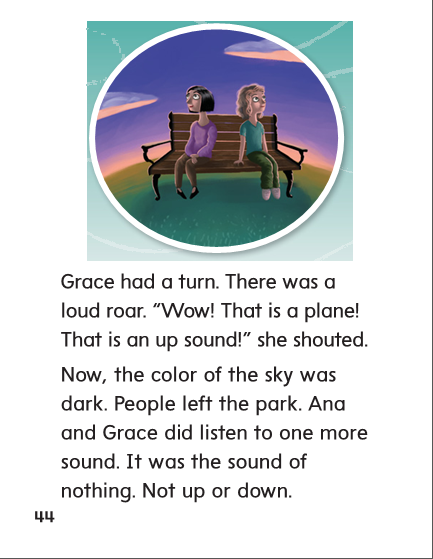 Grace had a turn. There was a
loud roar. “Wow! That is a plane!
That is an up sound!” she shouted.
Now, the color of the sky was
dark. People left the park. Ana
and Grace did listen to one more
sound. It was the sound of
nothing. Not up or down.
44